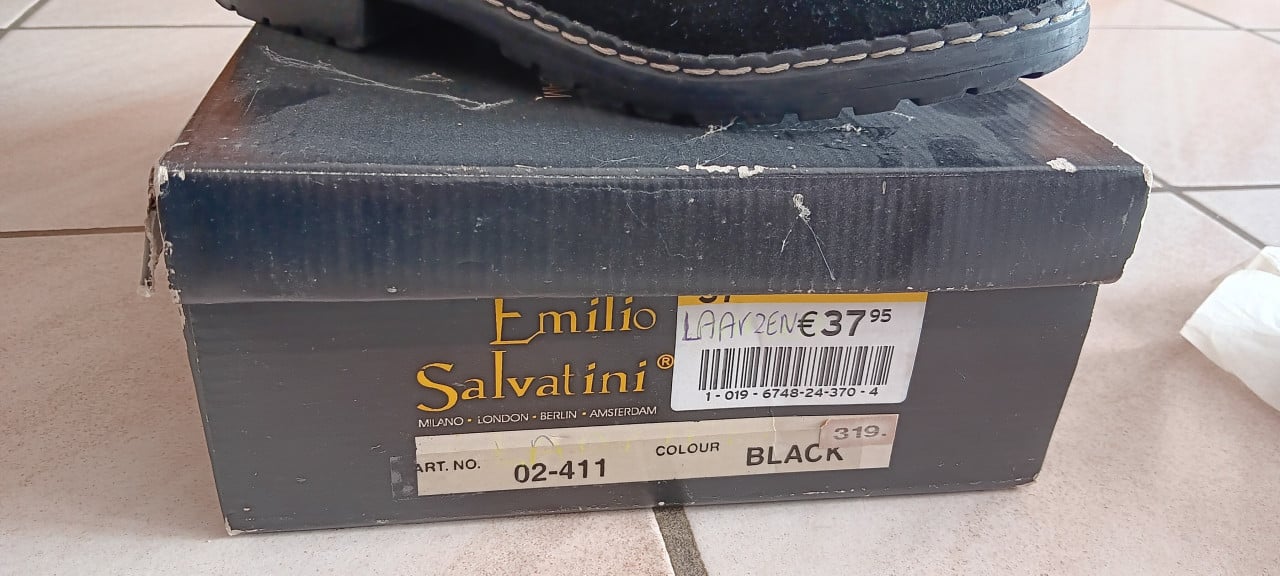 Emilio
Salvatini®
MILANO • LONDON • BERLIN • AMSTERDAM
LAARZEN €37 95
1 - 019 - 6748-24-370 - 4
319.
ART. NO. 02-411 COLOUR BLACK